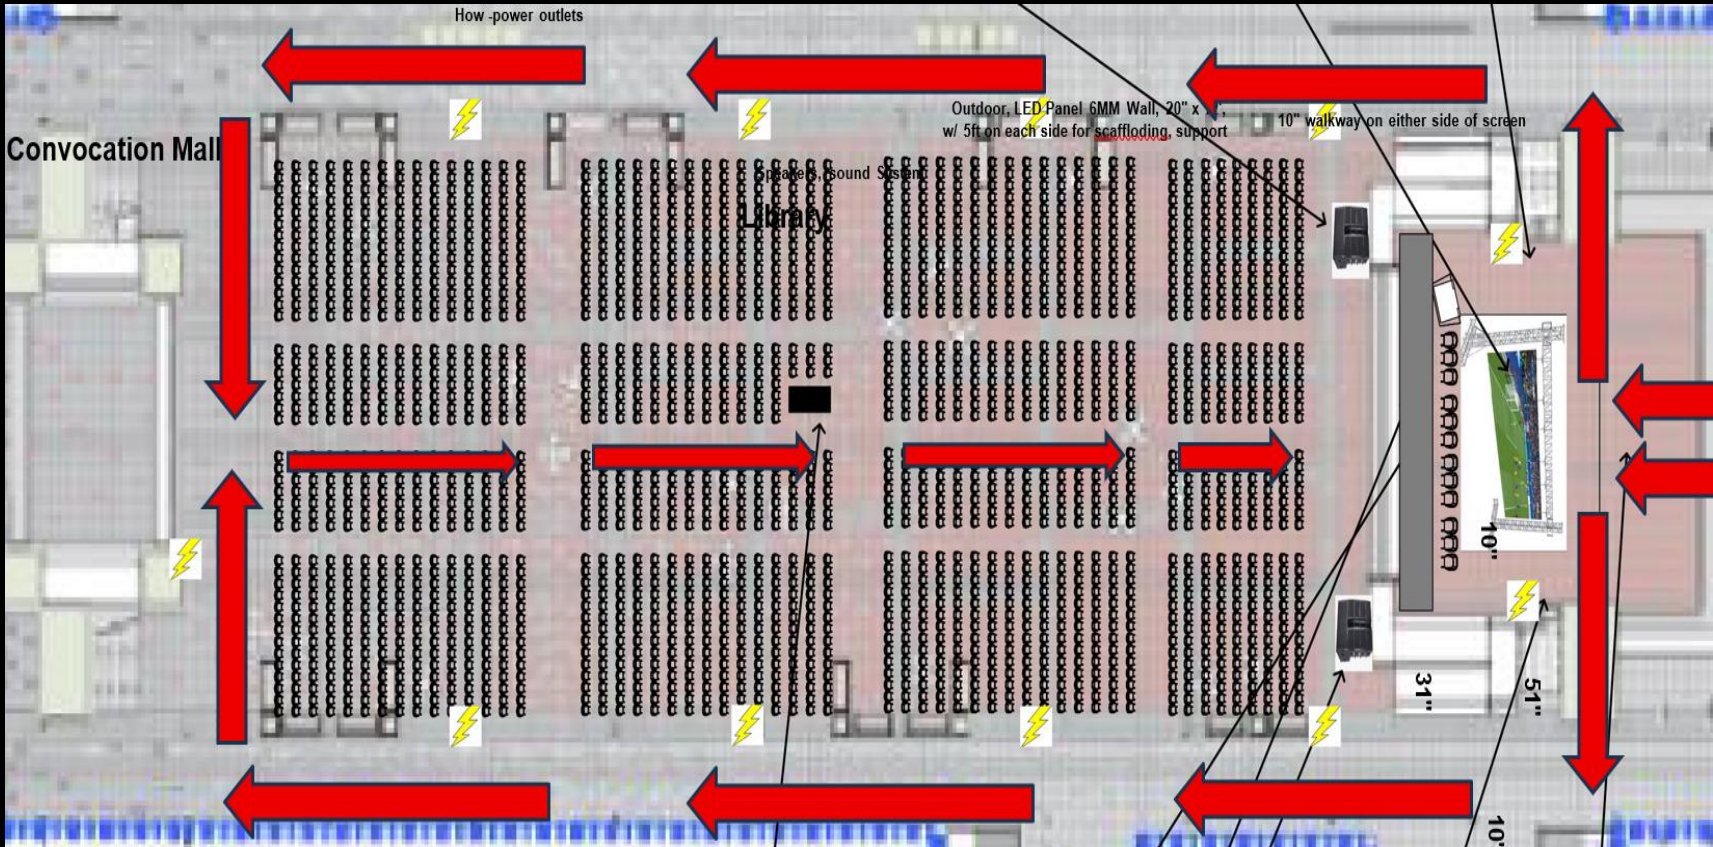 How -power outlets
Outdoor, LED Panel 6MM Wall, 20" x
w/ 5ft on each side for scaffloding, support
10" walkway on either side of screen
Convocation Mall
Speakers, sound System
Library
10"
31"
51"
10"